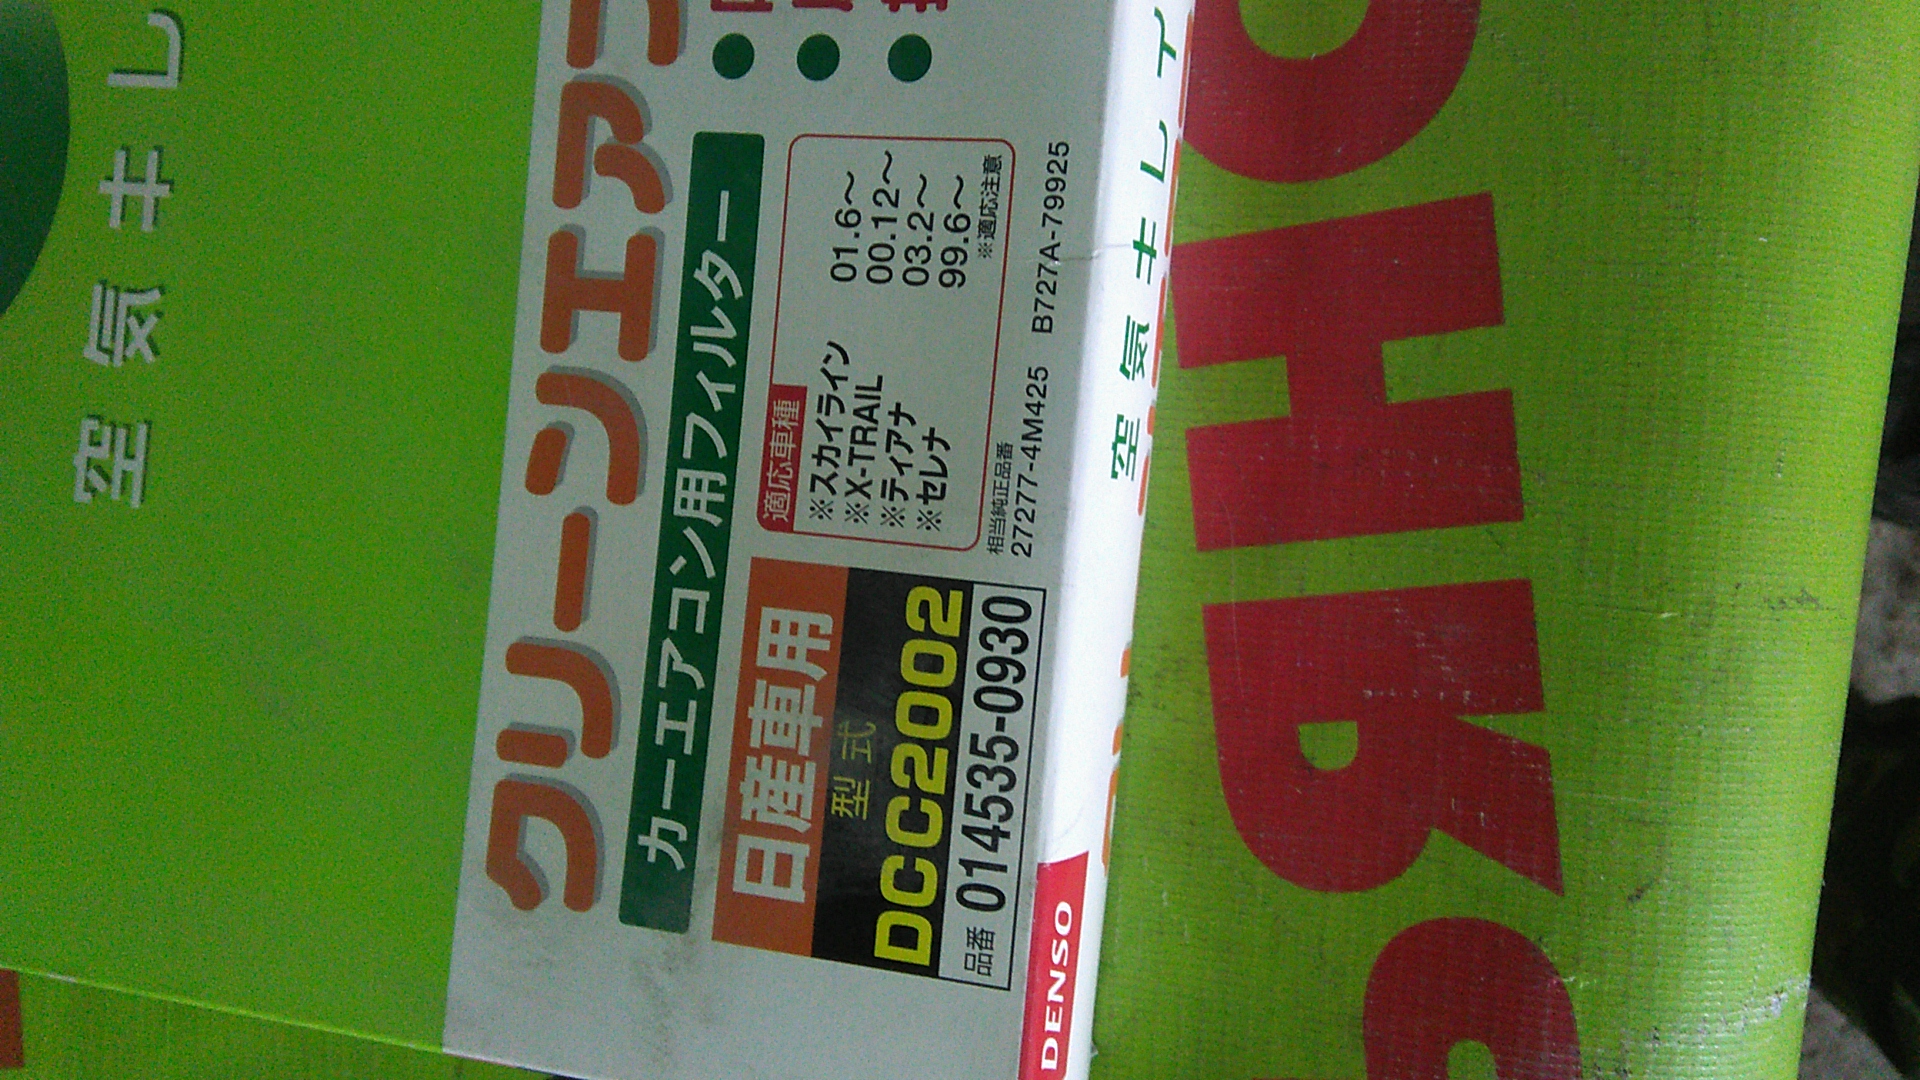 空気キレ
クリーンエア
カーエアコン用フィルター
日産車用
型式
DCC2002
品番 014535-0930
適応車種
※スカイライン 01.6～
※X-TRAIL 00.12～
※ティアナ 03.2～
※セレナ 99.6～
※適応注意
相当純正品番
27277-4M425 B727A-79925
DENSO
空気キレイ